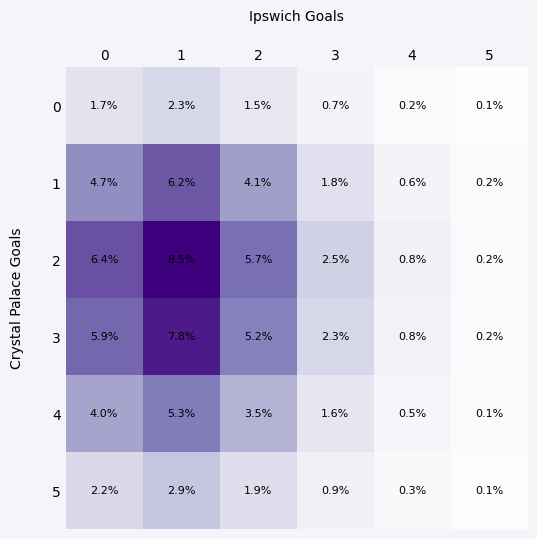 Ipswich Goals
0 1 2 3 4 5
0 1.7% 2.3% 1.5% 0.7% 0.2% 0.1%
1 4.7% 6.2% 4.1% 1.8% 0.6% 0.2%
2 6.4% 8.5% 5.7% 2.5% 0.8% 0.2%
3 5.9% 7.8% 5.2% 2.3% 0.8% 0.2%
4 4.0% 5.3% 3.5% 1.6% 0.5% 0.1%
5 2.2% 2.9% 1.9% 0.9% 0.3% 0.1%
Crystal Palace Goals